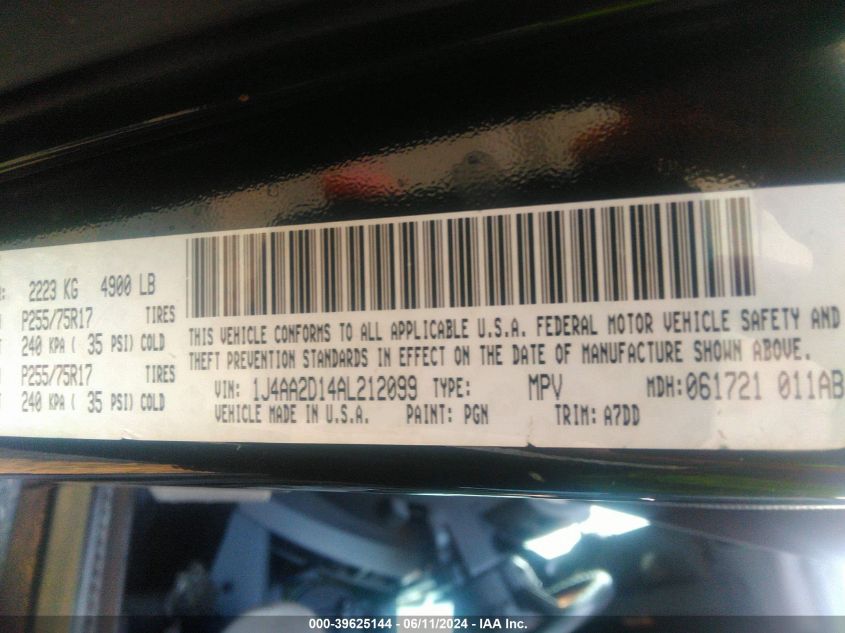 2223 KG 4900 LB
P255/75R17 TIRES
240 KPA ( 35 PSI) COLD
P255/75R17 TIRES
240 KPA ( 35 PSI) COLD
THIS VEHICLE CONFORMS TO ALL APPLICABLE U.S.A. FEDERAL MOTOR VEHICLE SAFETY AND
THEFT PREVENTION STANDARDS IN EFFECT ON THE DATE OF MANUFACTURE SHOWN ABOVE.
VIN: 1J4AA2D14AL212099 TYPE: MPV MDH:061721 011AB
VEHICLE MADE IN U.S.A. PAINT: PGN TRIM: A7DD
000-39625144 - 06/11/2024 - IAA Inc.